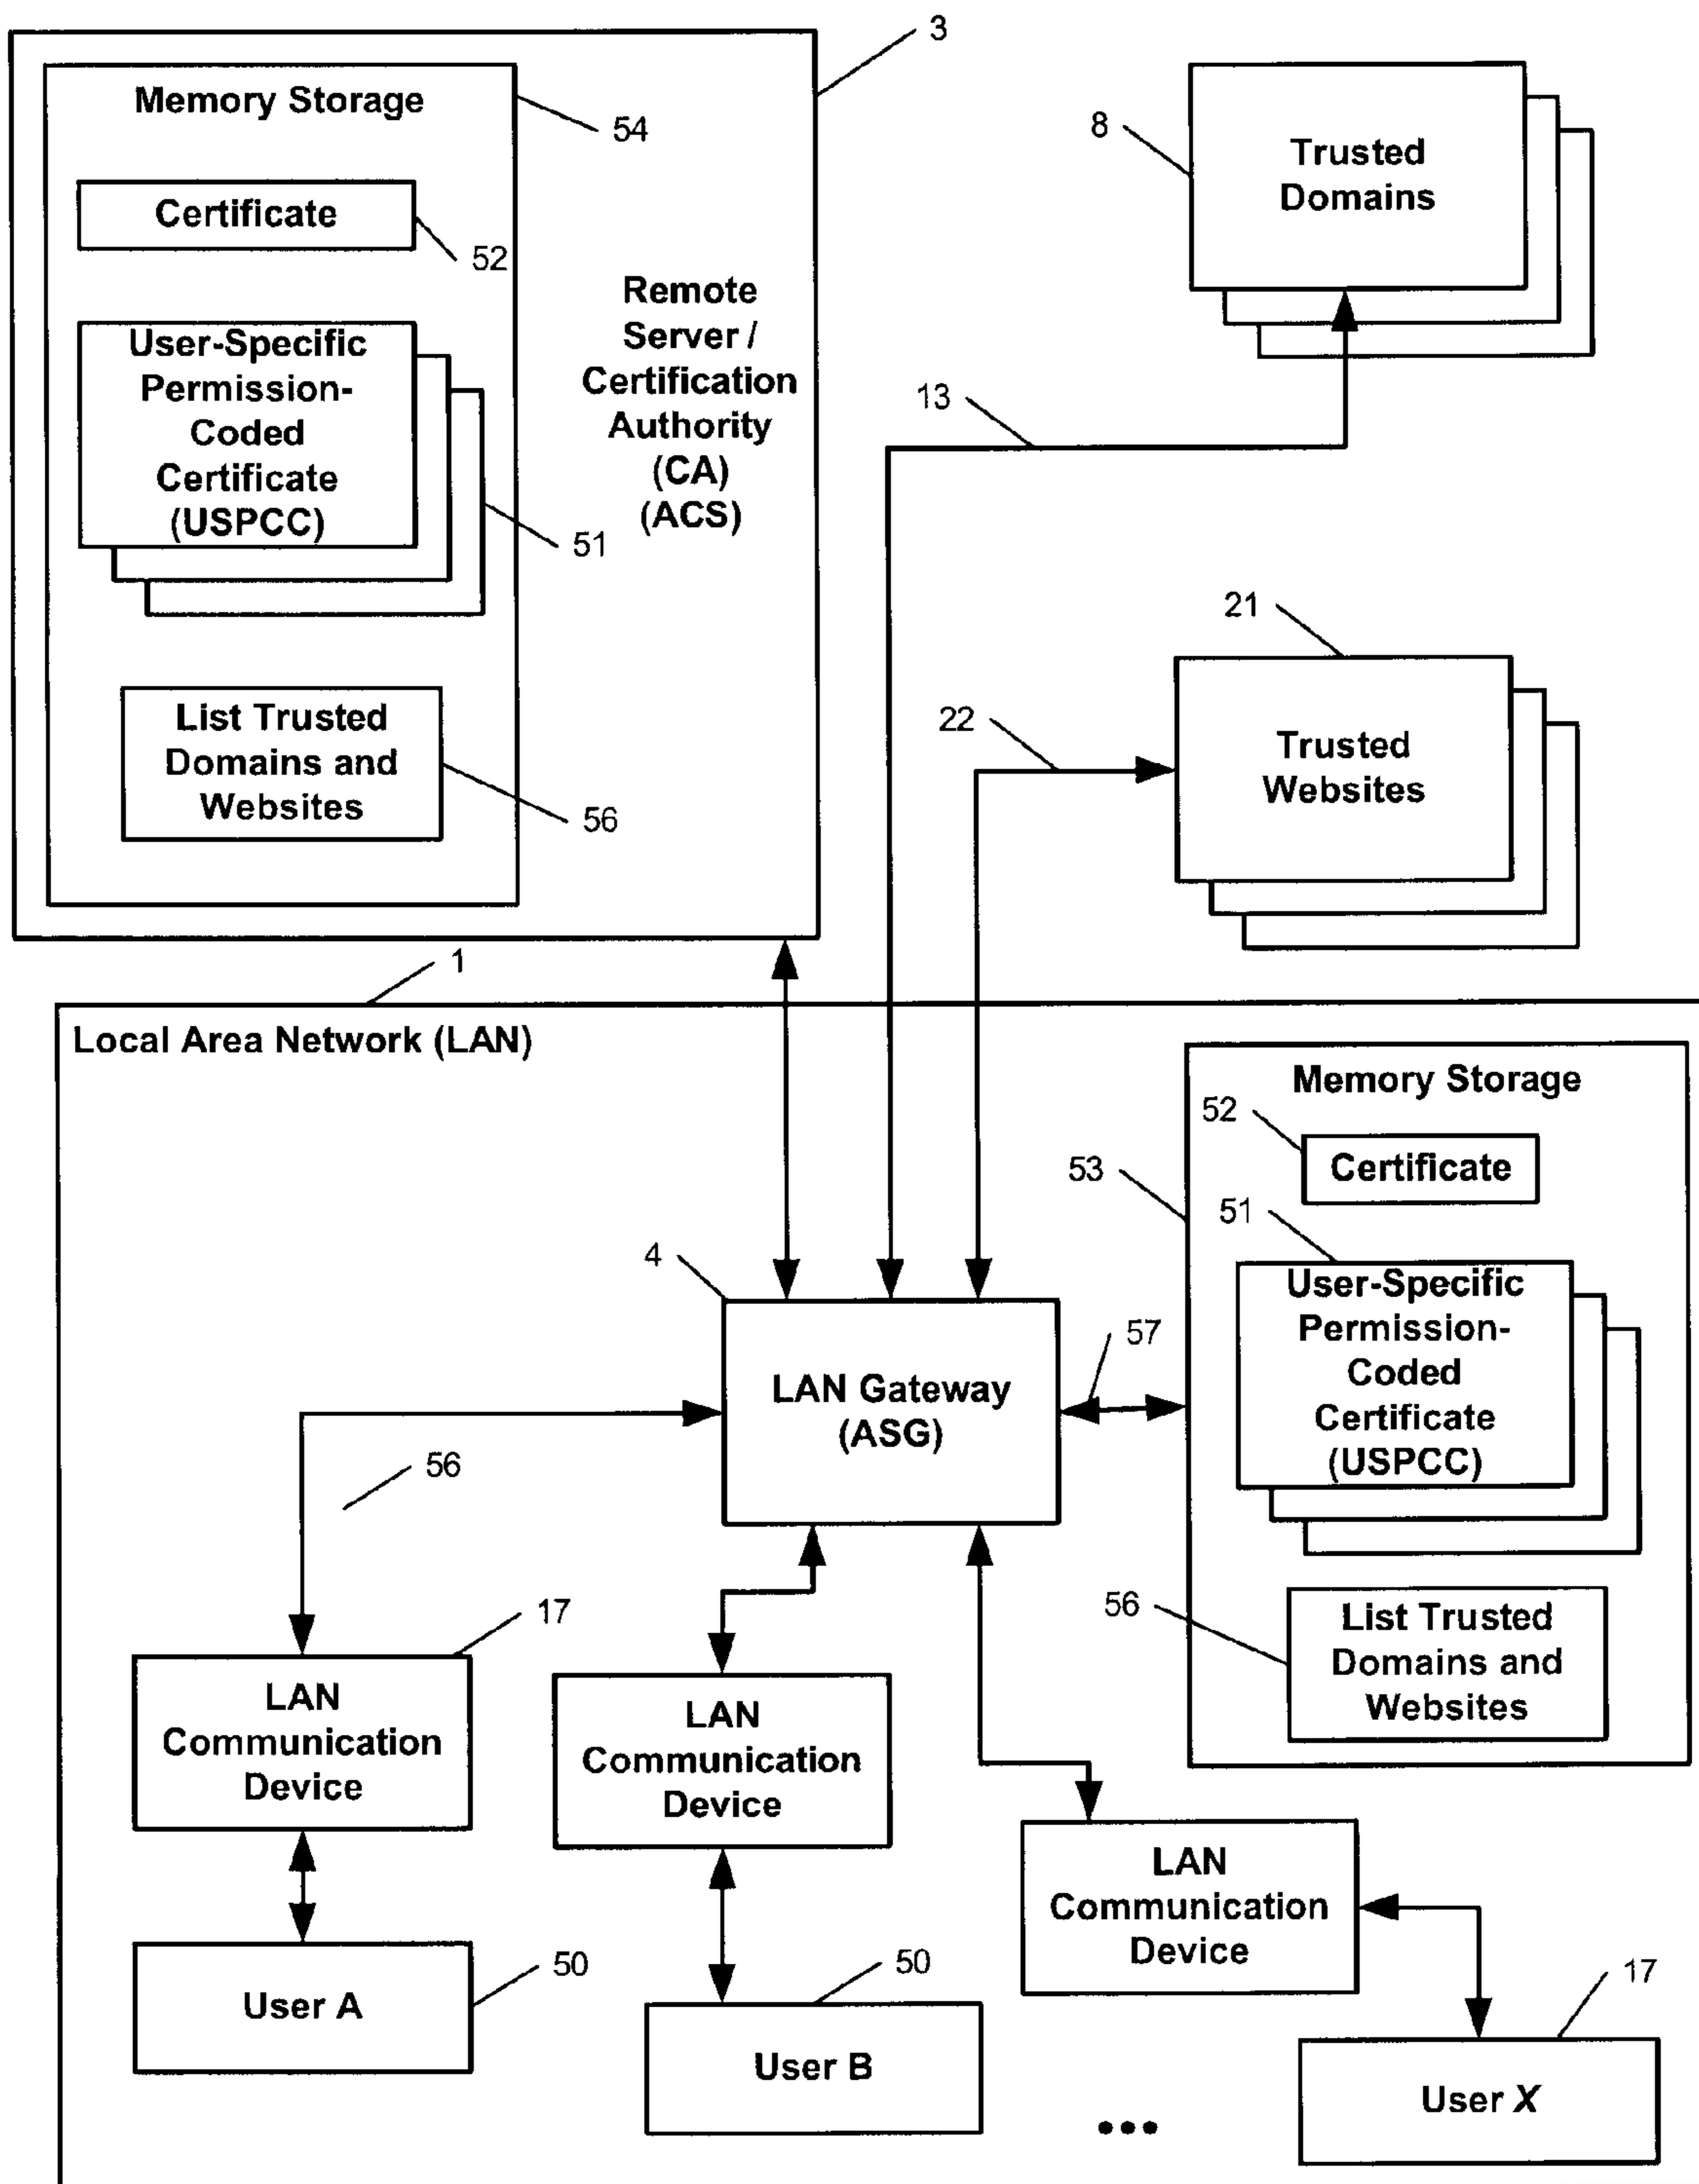 3
Memory Storage
54
Certificate
52
User-Specific
Permission-
Coded
Certificate
(USPCC)
51
List Trusted
Domains and
Websites
56
Remote
Server /
Certification
Authority
(CA)
(ACS)
8
Trusted
Domains
13
21
22
Trusted
Websites
1
Local Area Network (LAN)
Memory Storage
52
Certificate
53
51
User-Specific
Permission-
Coded
Certificate
(USPCC)
56
List Trusted
Domains and
Websites
4
LAN Gateway
(ASG)
57
56
17
LAN
Communication
Device
LAN
Communication
Device
LAN
Communication
Device
50
User A
50
User B
...
17
User X